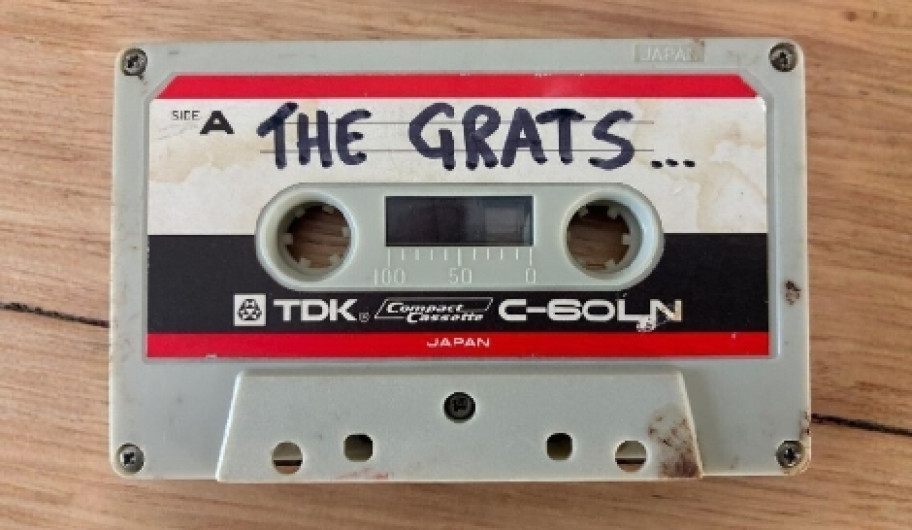 JAPAN
SIDE A THE GRATS...
100 50 0
TDK® Compact Cassette C-60LN
JAPAN